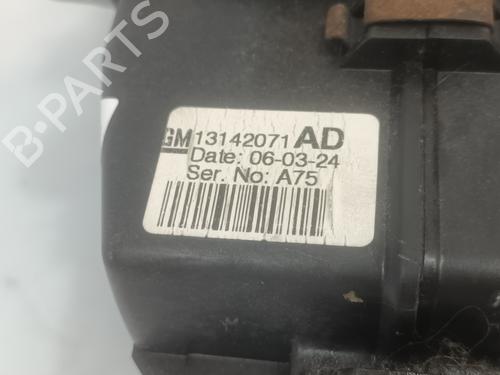 GM 13142071 AD
Date: 06-03-24
Ser. No: A75
B-PARTS